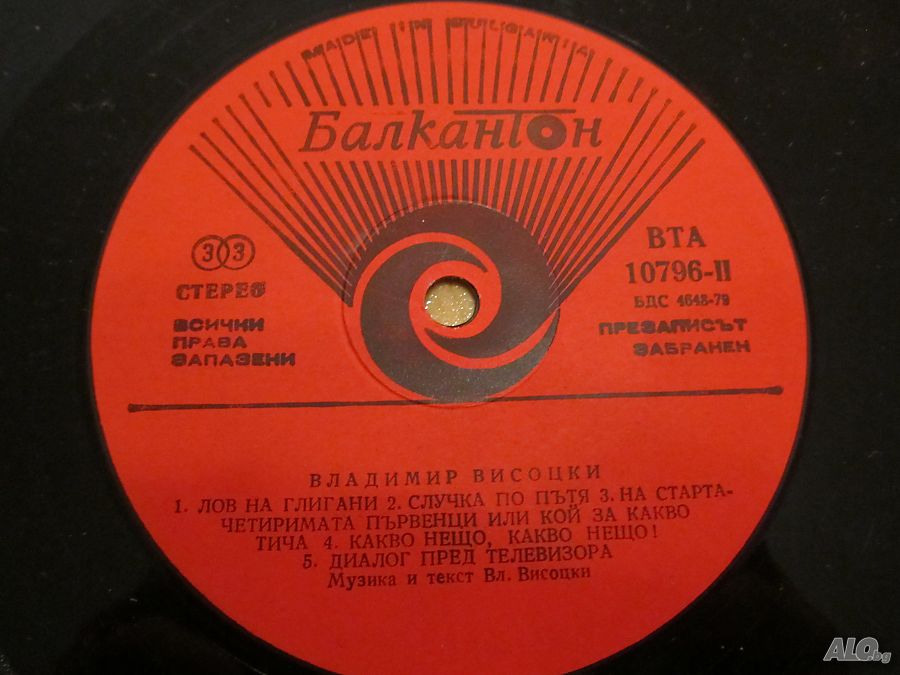 MADE IN BULGARIA
Балкантон
33
СТЕРЕО
ВСИЧКИ
ПРАВА
ЗАПАЗЕНИ
ВТА
10796-II
БДС 4648-79
ПРЕЗАПИСЪТ
ЗАБРАНЕН
ВЛАДИМИР ВИСОЦКИ
1. ЛОВ НА ГЛИГАНИ 2. СЛУЧКА ПО ПЪТЯ 3. НА СТАРТА-
ЧЕТИРИМАТА ПЪРВЕНЦИ ИЛИ КОЙ ЗА КАКВО
ТИЧА 4. КАКВО НЕЩО, КАКВО НЕЩО!
5. ДИАЛОГ ПРЕД ТЕЛЕВИЗОРА
Музика и текст Вл. Висоцки
ALO.bg